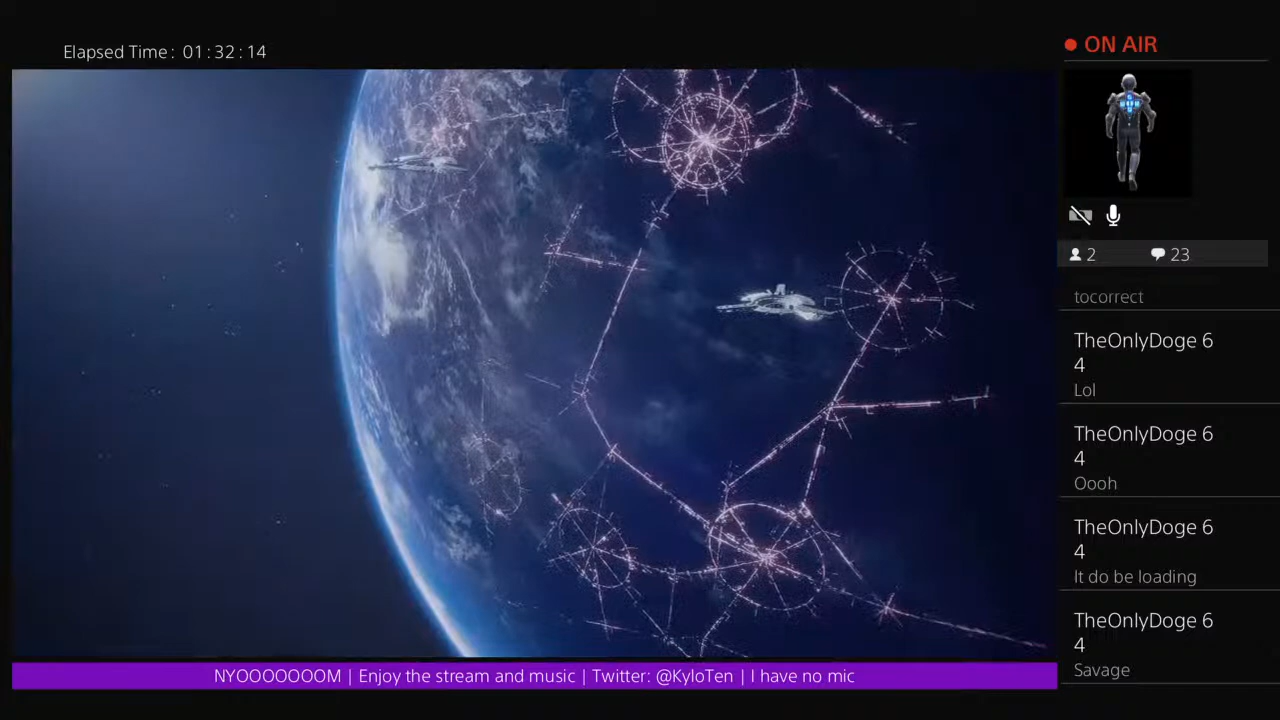 Elapsed Time: 01:32:14
ON AIR
2
23
tocorrect
TheOnlyDoge 6
4
Lol
TheOnlyDoge 6
4
Oooh
TheOnlyDoge 6
4
It do be loading
TheOnlyDoge 6
4
Savage
NYOOOOOOOM | Enjoy the stream and music | Twitter: @KyloTen | I have no mic